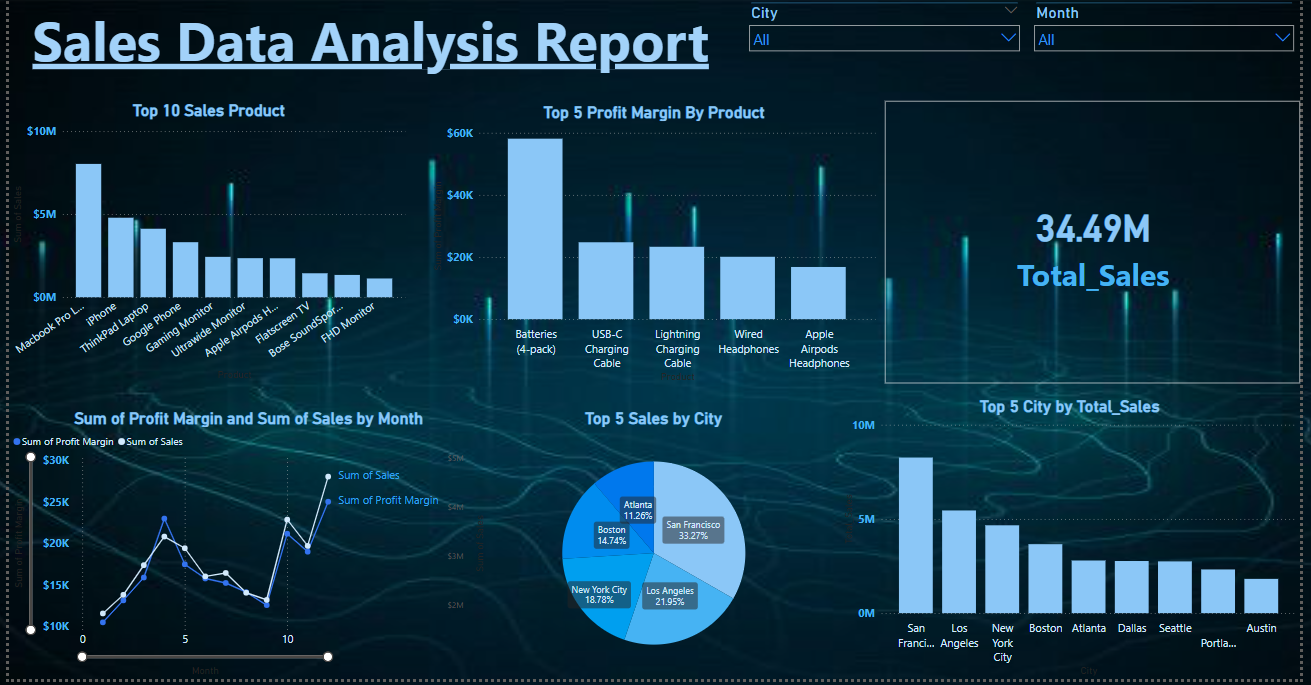 Sales Data Analysis Report
City
All
Month
All
Top 10 Sales Product
$10M
$5M
$0M
Sum of Sales
Macbook Pro L...
iPhone
ThinkPad Laptop
Google Phone
Gaming Monitor
Ultrawide Monitor
Apple Airpods H...
Flatscreen TV
Bose SoundSpor...
FHD Monitor
Top 5 Profit Margin By Product
$60K
$40K
$20K
$0K
Batteries
(4-pack)
USB-C
Charging
Cable
Lightning
Charging
Cable
Wired
Headphones
Apple
Airpods
Headphones
34.49M
Total_Sales
Sum of Profit Margin and Sum of Sales by Month
Sum of Profit Margin
Sum of Sales
$30K
$25K
$20K
$15K
$10K
Sum of Profit Margin
0
5
10
Month
Sum of Sales
Sum of Profit Margin
$5M
$4M
$3M
$2M
Top 5 Sales by City
Atlanta
11.26%
Boston
14.74%
San Francisco
33.27%
New York City
18.78%
Los Angeles
21.95%
Top 5 City by Total_Sales
10M
5M
0M
San
Franci...
Los
Angeles
New
York
City
Boston
Atlanta
Dallas
Seattle
Portla...
Austin
City